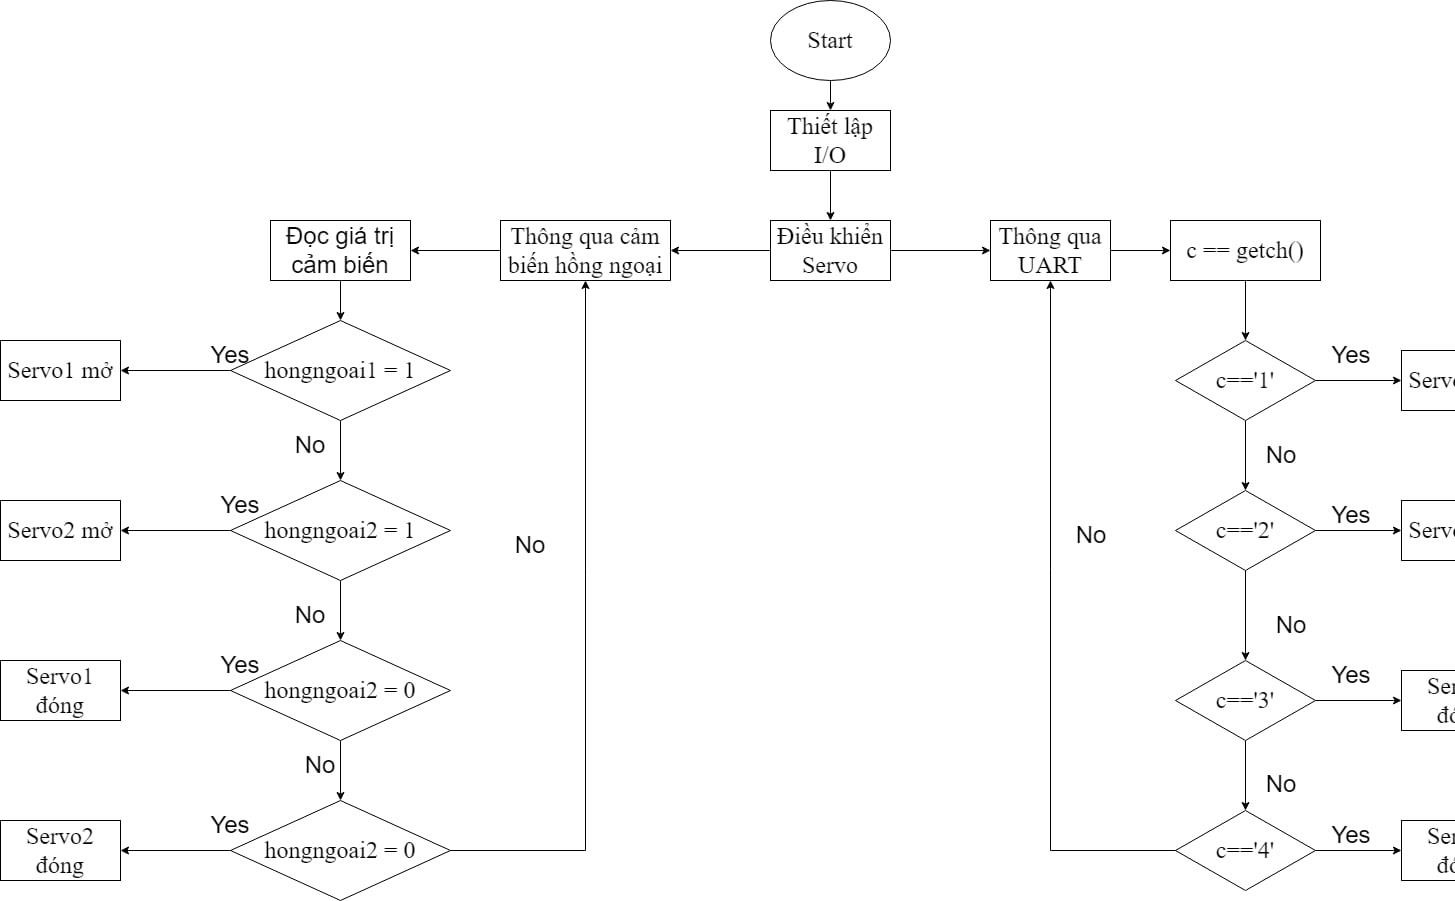 Start
Thiết lập
I/O
Điều khiển
Servo
Thông qua cảm
biến hồng ngoại
Đọc giá trị
cảm biến
Thông qua
UART
c == getch()
hongngoai1 = 1
Yes
Servo1 mở
No
hongngoai2 = 1
Yes
Servo2 mở
No
hongngoai2 = 0
Yes
Servo1
đóng
No
hongngoai2 = 0
Yes
Servo2
đóng
No
c=='1'
Yes
No
c=='2'
Yes
No
c=='3'
Yes
No
c=='4'
Yes
No